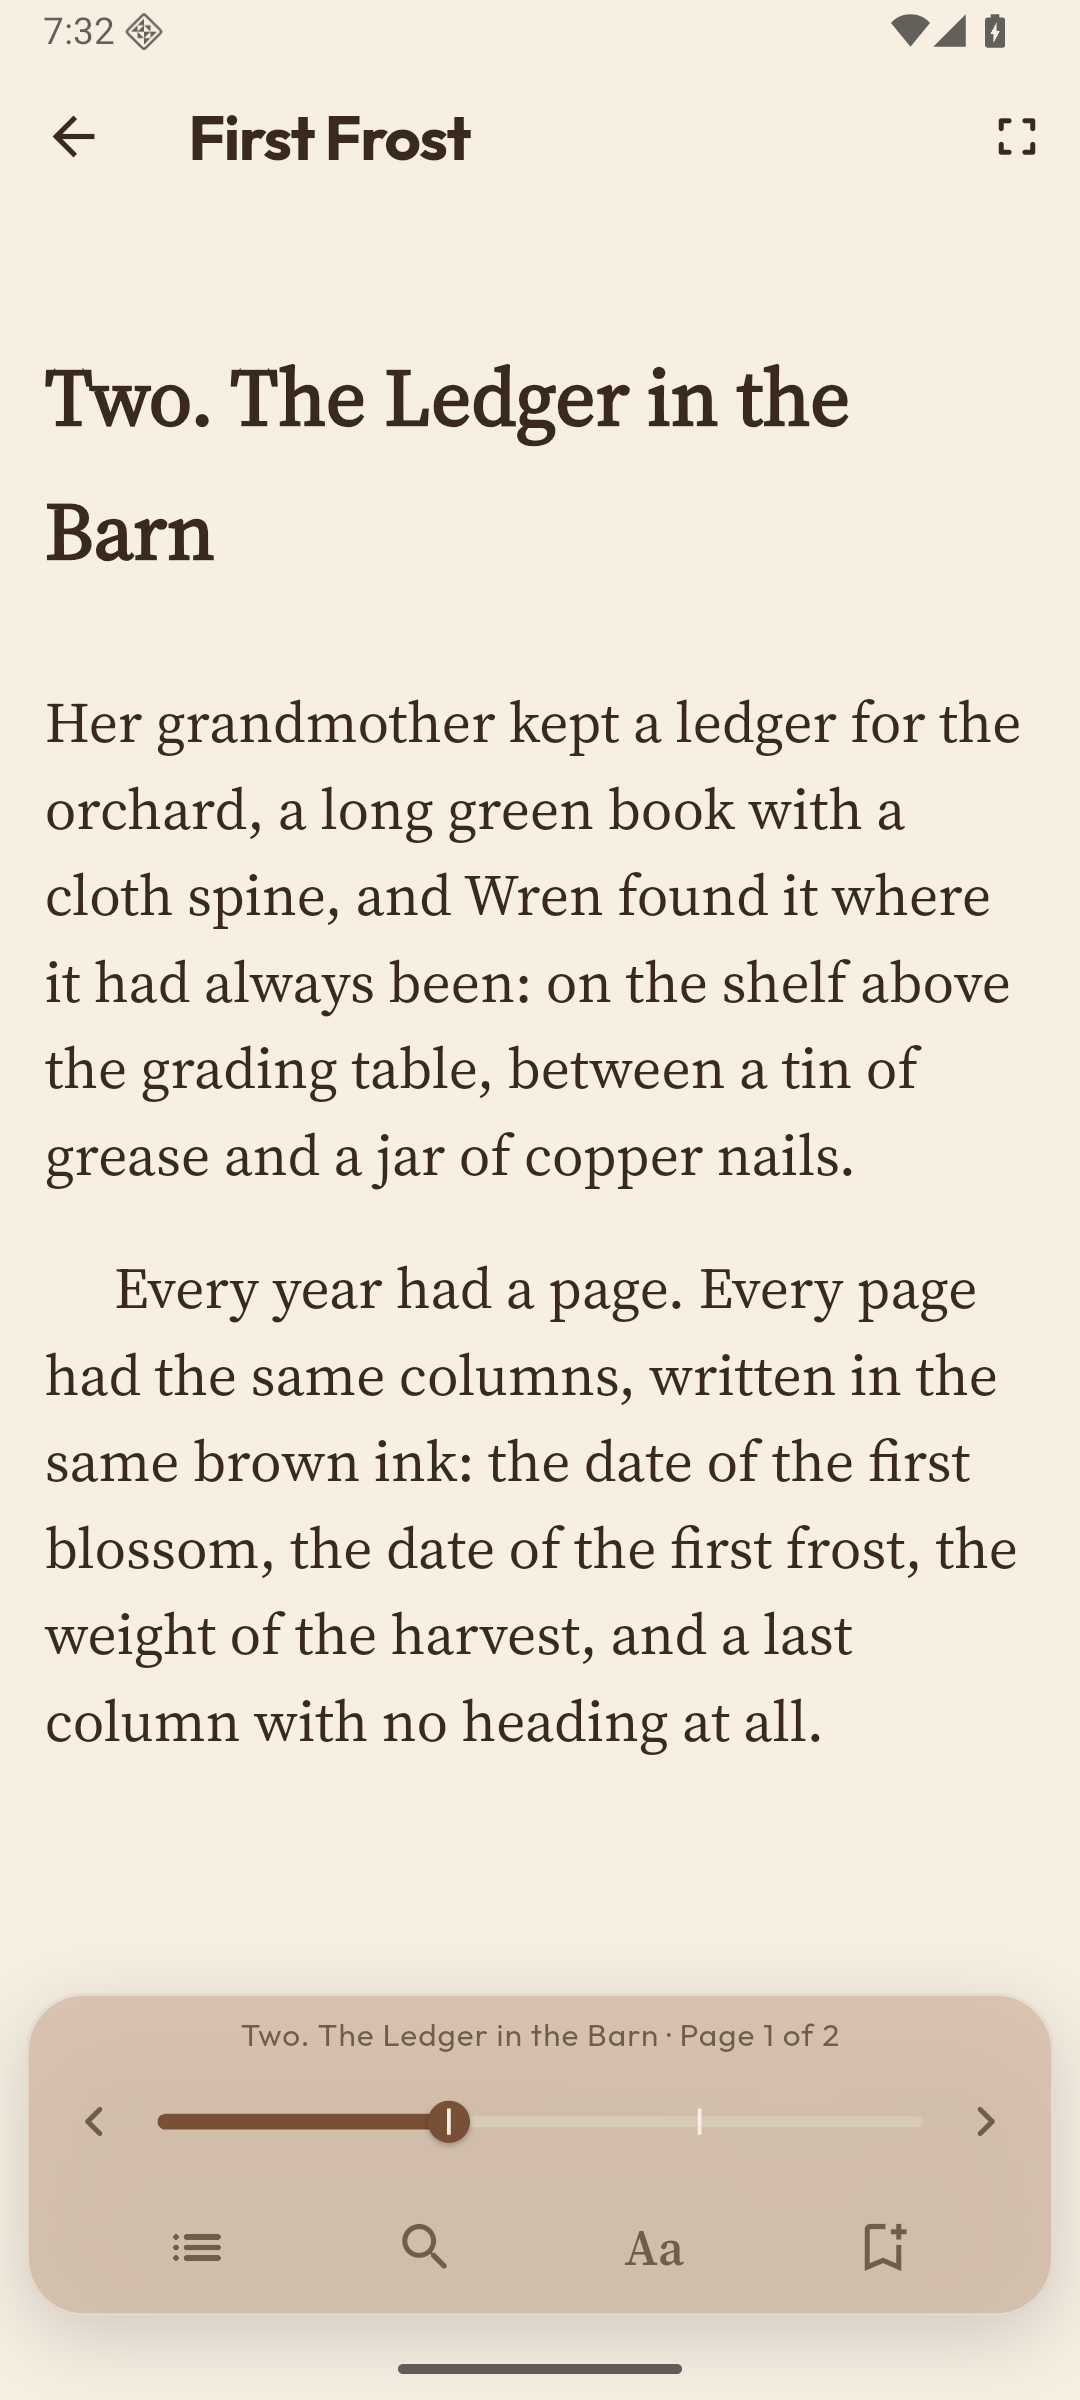 7:32
First Frost
Two. The Ledger in the
Barn
Her grandmother kept a ledger for the
orchard, a long green book with a
cloth spine, and Wren found it where
it had always been: on the shelf above
the grading table, between a tin of
grease and a jar of copper nails.
Every year had a page. Every page
had the same columns, written in the
same brown ink: the date of the first
blossom, the date of the first frost, the
weight of the harvest, and a last
column with no heading at all.
Two. The Ledger in the Barn · Page 1 of 2
Aa